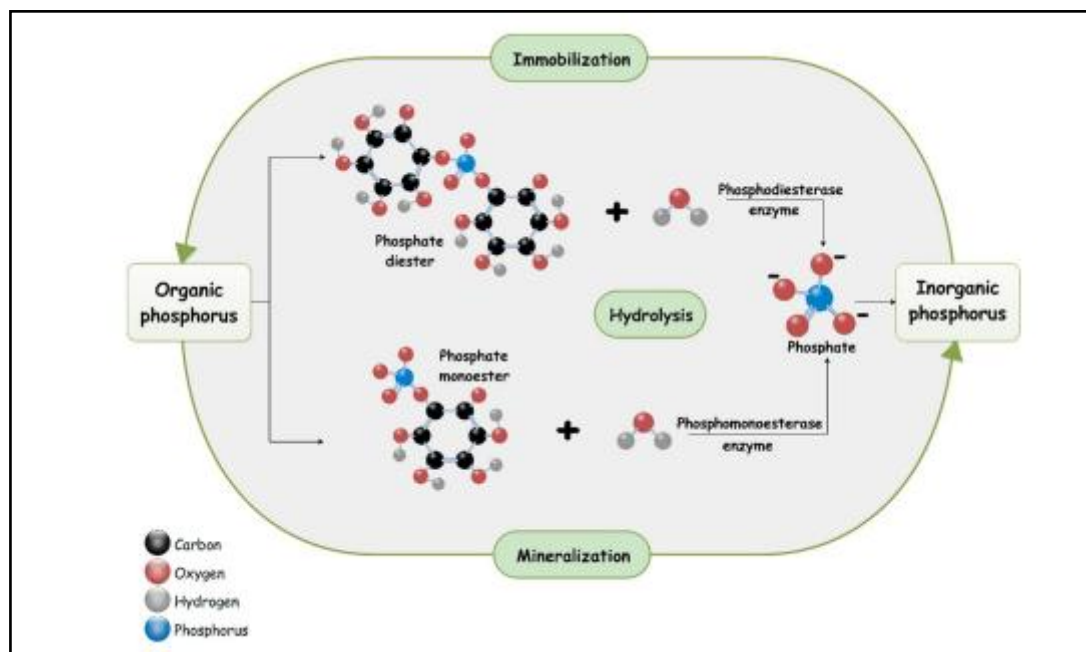 Immobilization
Phosphate
diester
Phosphodiesterase
enzyme
Organic
phosphorus
Hydrolysis
Phosphate
Inorganic
phosphorus
Phosphate
monoester
Phosphomonoesterase
enzyme
Mineralization
Carbon
Oxygen
Hydrogen
Phosphorus